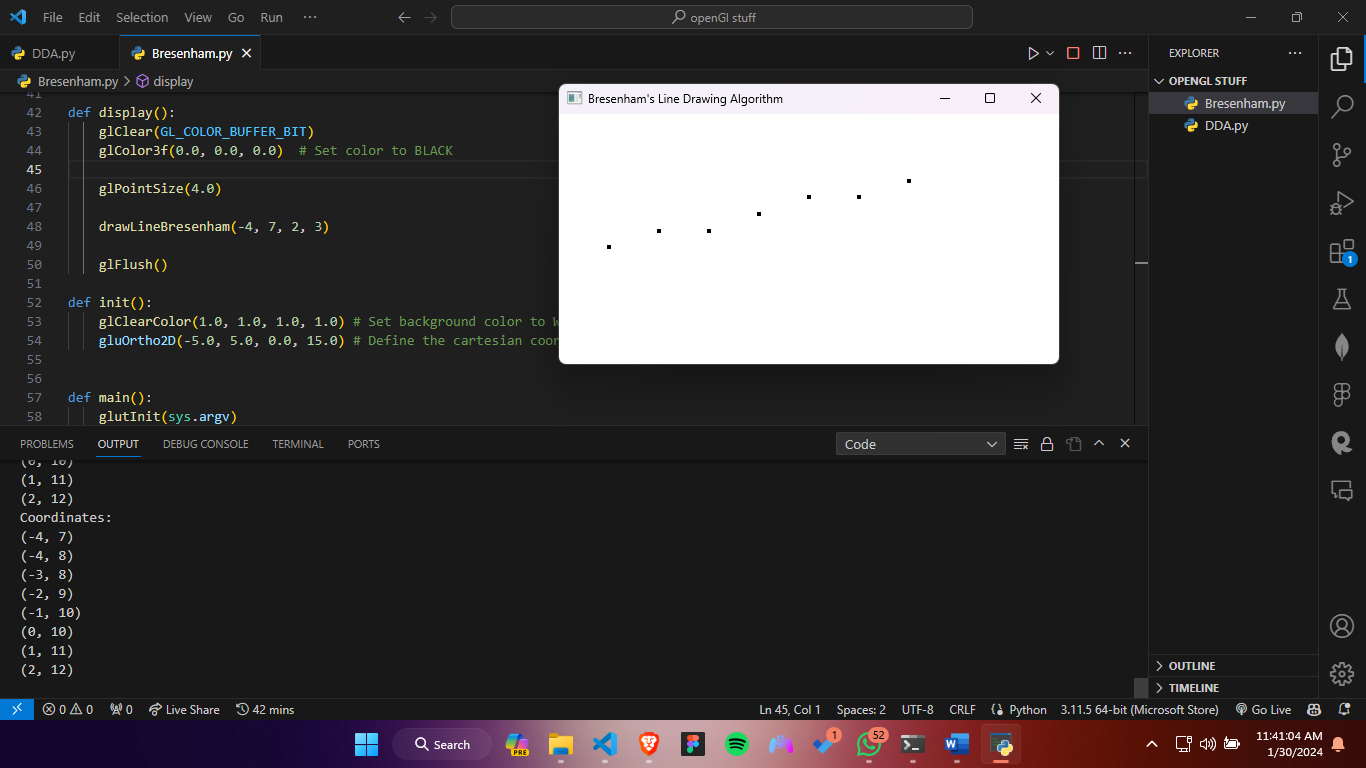 File Edit Selection View Go Run ···
openGl stuff
DDA.py
Bresenham.py
Bresenham.py > display
41
42 def display():
43 glClear(GL_COLOR_BUFFER_BIT)
44 glColor3f(0.0, 0.0, 0.0)  # Set color to BLACK
45
46 glPointSize(4.0)
47
48 drawLineBresenham(-4, 7, 2, 3)
49
50 glFlush()
51
52 def init():
53 glClearColor(1.0, 1.0, 1.0, 1.0) # Set background color to
54 gluOrtho2D(-5.0, 5.0, 0.0, 15.0) # Define the cartesian coor
55
56
57 def main():
58 glutInit(sys.argv)
Bresenham's Line Drawing Algorithm
EXPLORER
OPENGL STUFF
Bresenham.py
DDA.py
OUTLINE
TIMELINE
1
PROBLEMS OUTPUT DEBUG CONSOLE TERMINAL PORTS
Code
(0, 10)
(1, 11)
(2, 12)
Coordinates:
(-4, 7)
(-4, 8)
(-3, 8)
(-2, 9)
(-1, 10)
(0, 10)
(1, 11)
(2, 12)
0 0 0 Live Share 42 mins Ln 45, Col 1 Spaces: 2 UTF-8 CRLF Python 3.11.5 64-bit (Microsoft Store) Go Live
Search
PRE
1
52
11:41:04 AM
1/30/2024